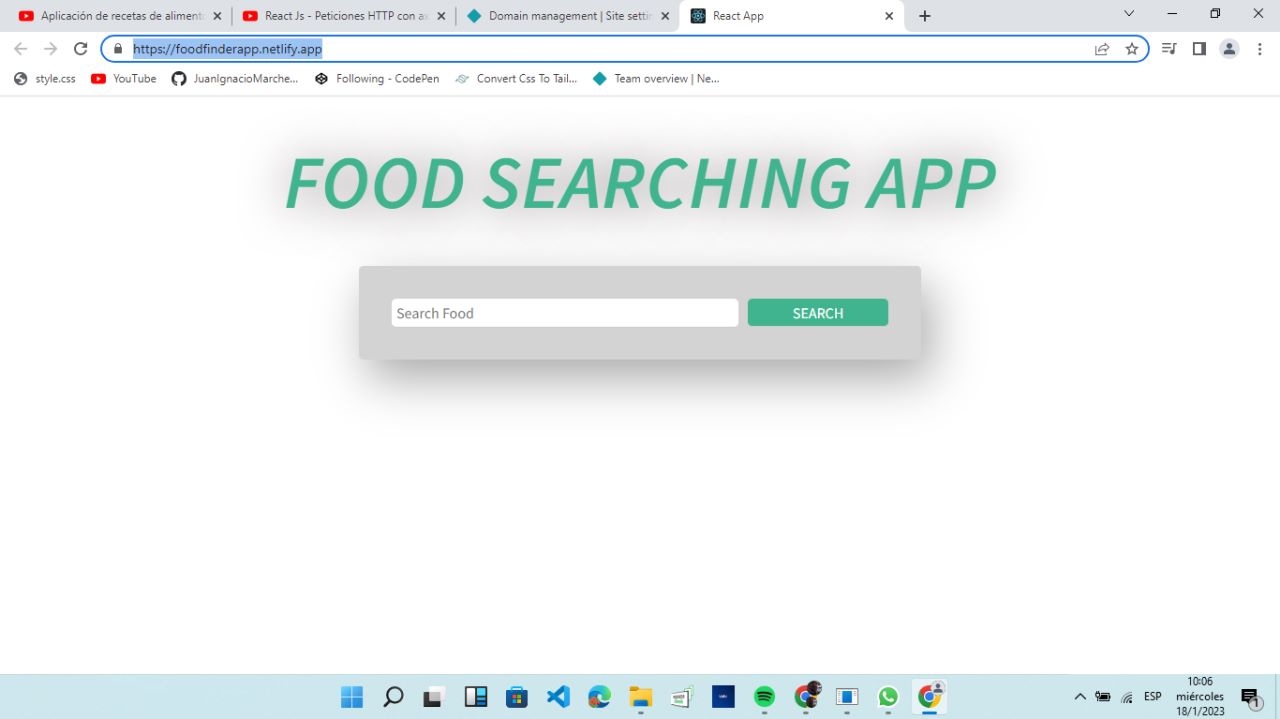 Aplicación de recetas de aliment
React Js - Peticiones HTTP con a
Domain management | Site setti
React App
https://foodfinderapp.netlify.app
style.css
YouTube
JuanIgnacioMarche...
Following - CodePen
Convert Css To Tail...
Team overview | Ne...
FOOD SEARCHING APP
Search Food
SEARCH
ESP
10:06
miércoles
18/1/2023
1